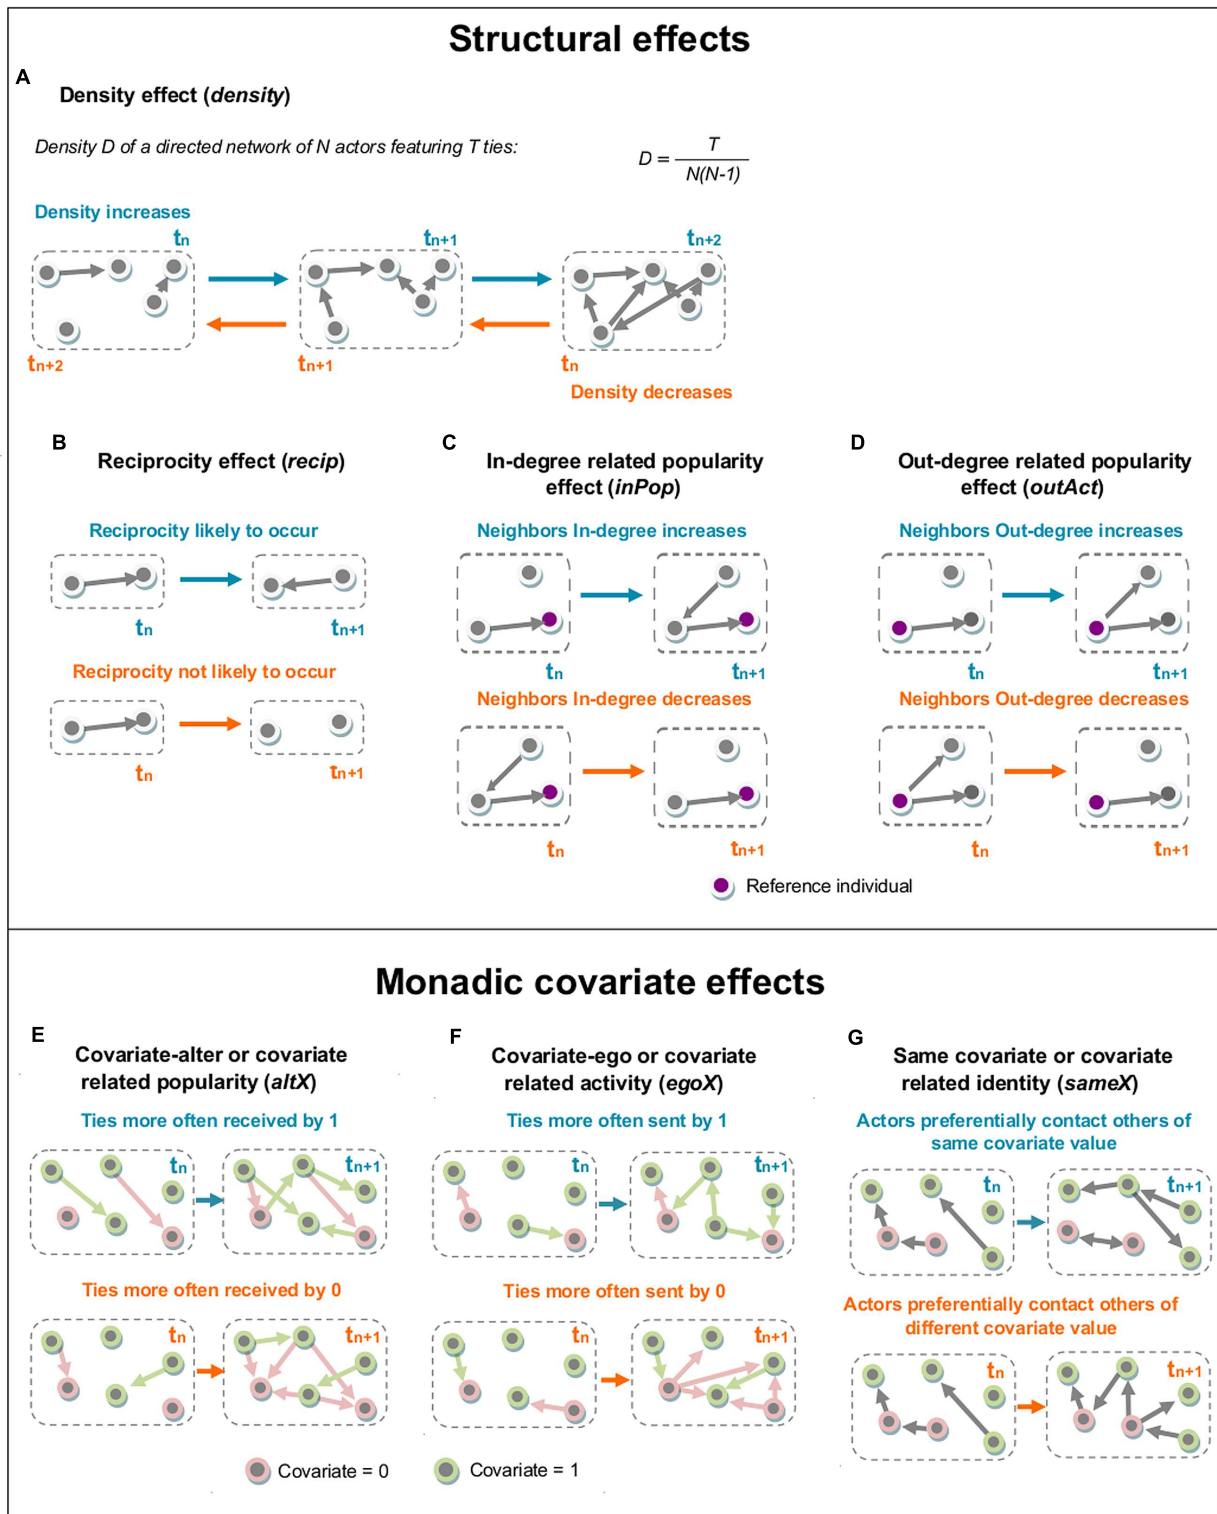 Structural effects
A
Density effect (density)
Density D of a directed network of N actors featuring T ties:
D = T
N(N-1)
Density increases
tn
tn+1
tn+2
tn+2
tn+1
tn
Density decreases
B
Reciprocity effect (recip)
Reciprocity likely to occur
tn
tn+1
Reciprocity not likely to occur
tn
tn+1
C
In-degree related popularity
effect (inPop)
Neighbors In-degree increases
tn
tn+1
Neighbors In-degree decreases
tn
tn+1
D
Out-degree related popularity
effect (outAct)
Neighbors Out-degree increases
tn
tn+1
Neighbors Out-degree decreases
tn
tn+1
Reference individual
Monadic covariate effects
E
Covariate-alter or covariate
related popularity (altX)
Ties more often received by 1
tn
tn+1
Ties more often received by 0
tn
tn+1
F
Covariate-ego or covariate
related activity (egoX)
Ties more often sent by 1
tn
tn+1
Ties more often sent by 0
tn
tn+1
G
Same covariate or covariate
related identity (sameX)
Actors preferentially contact others of
same covariate value
tn
tn+1
Actors preferentially contact others of
different covariate value
tn
tn+1
Covariate = 0
Covariate = 1